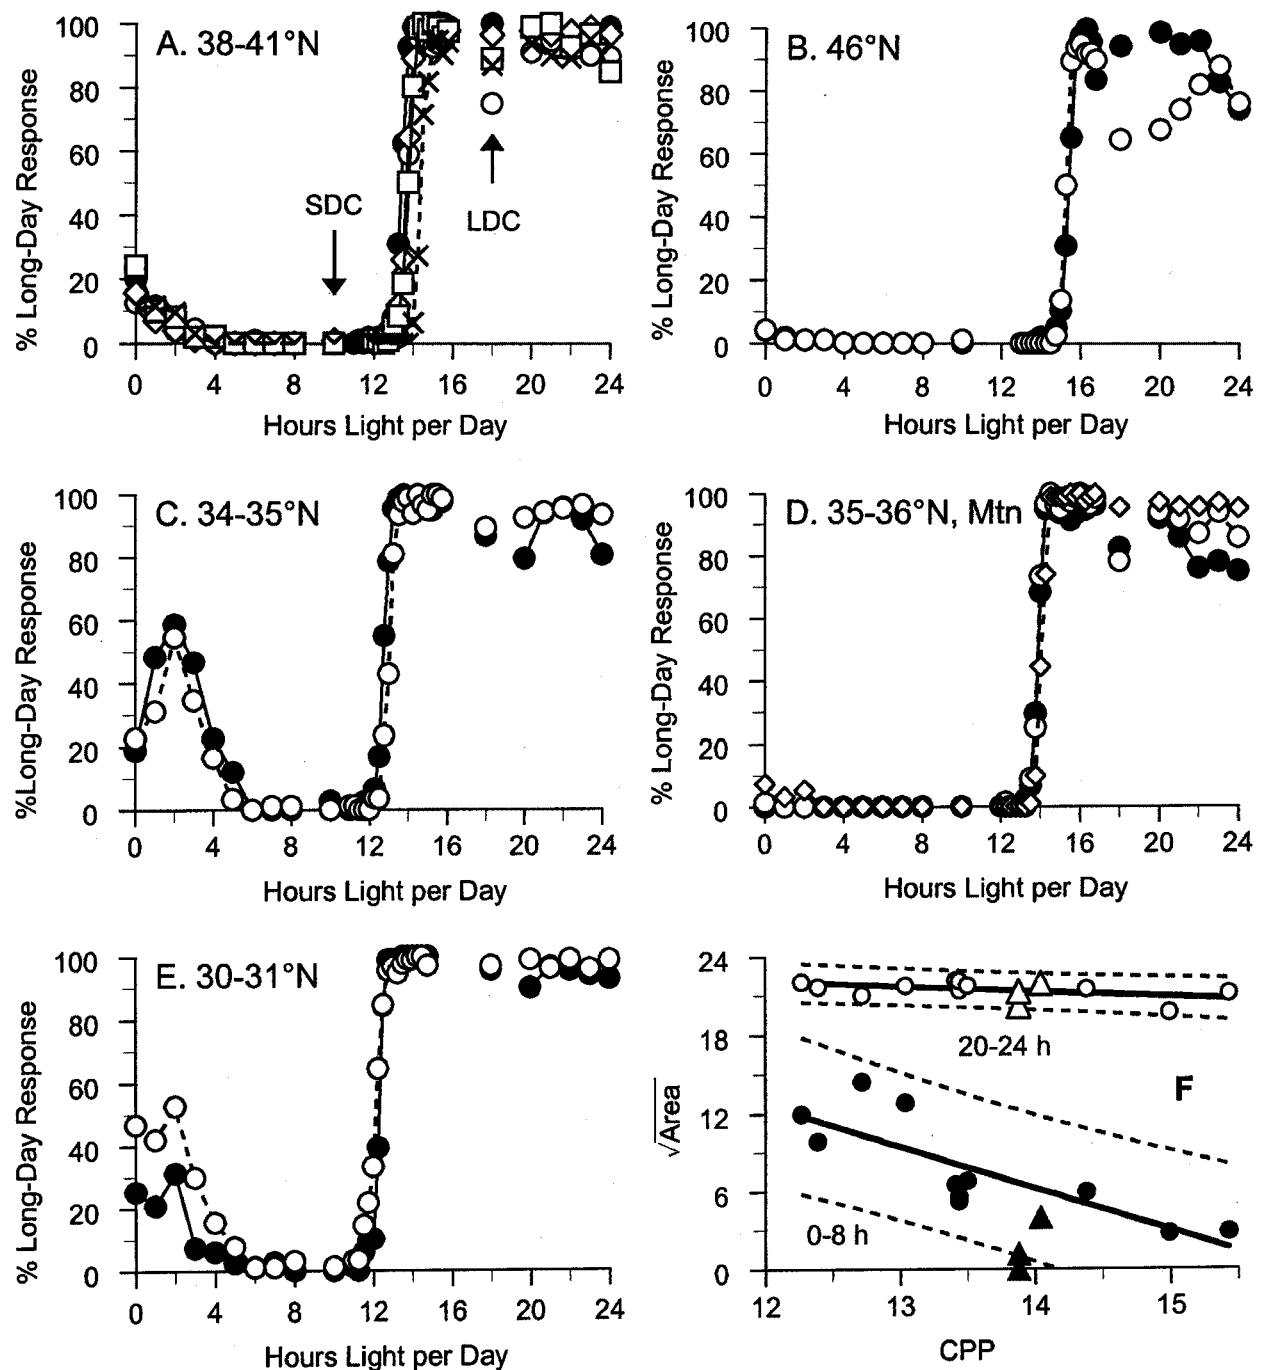 A. 38-41°N
% Long-Day Response
100
80
60
40
20
0
SDC
LDC
0 4 8 12 16 20 24
Hours Light per Day
B. 46°N
% Long-Day Response
100
80
60
40
20
0
0 4 8 12 16 20 24
Hours Light per Day
C. 34-35°N
%Long-Day Response
100
80
60
40
20
0
0 4 8 12 16 20 24
Hours Light per Day
D. 35-36°N, Mtn
% Long-Day Response
100
80
60
40
20
0
0 4 8 12 16 20 24
Hours Light per Day
E. 30-31°N
% Long-Day Response
100
80
60
40
20
0
0 4 8 12 16 20 24
Hours Light per Day
F
√Area
24
18
12
6
0
20-24 h
0-8 h
12 13 14 15
CPP